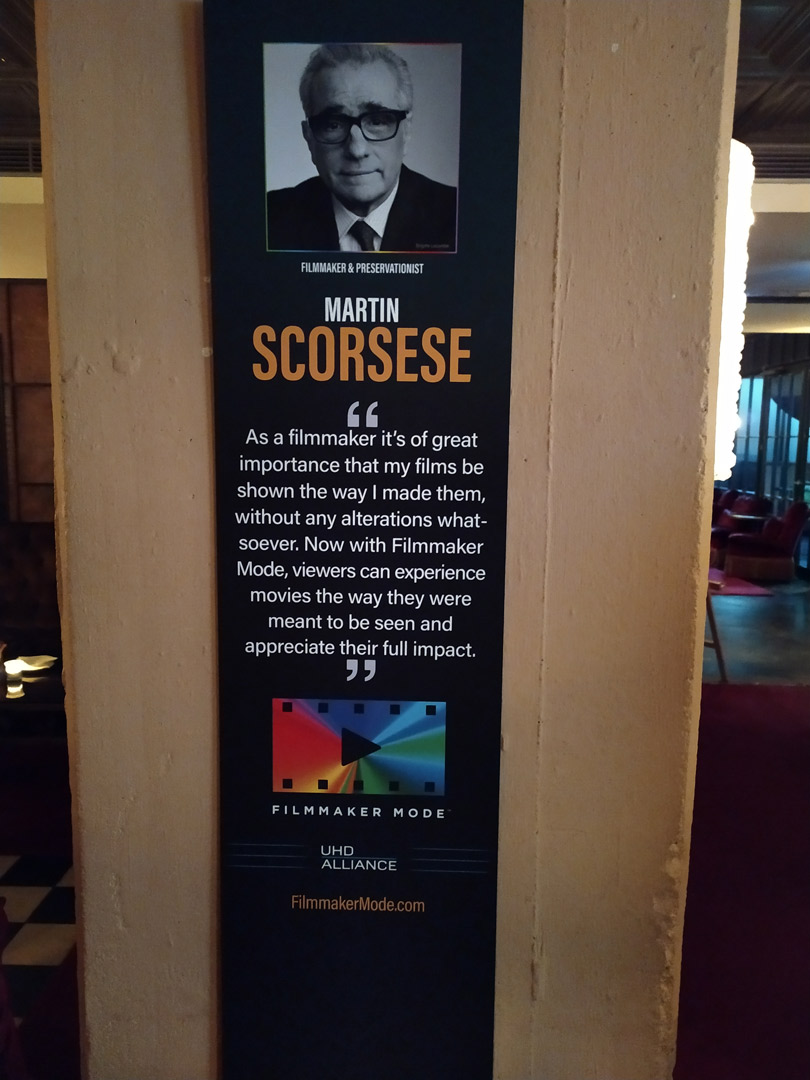 FILMMAKER & PRESERVATIONIST
MARTIN
SCORSESE
“
As a filmmaker it's of great
importance that my films be
shown the way I made them,
without any alterations what-
soever. Now with Filmmaker
Mode, viewers can experience
movies the way they were
meant to be seen and
appreciate their full impact.
”
FILMMAKER MODE™
UHD
ALLIANCE
FilmmakerMode.com